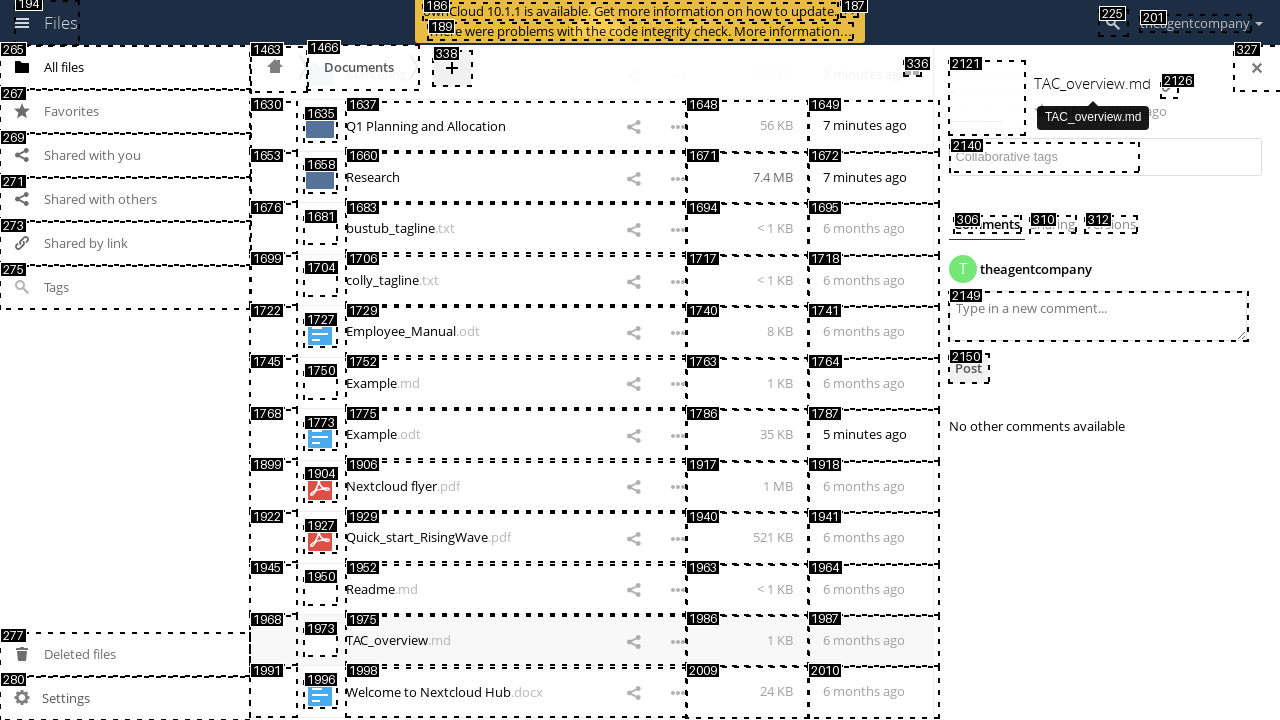 194
Files
186
ownCloud 10.1.1 is available. Get more information on how to update.
187
189
There were problems with the code integrity check. More information…
225
201
theagentcompany
265
All files
267
Favorites
269
Shared with you
271
Shared with others
273
Shared by link
275
Tags
277
Deleted files
280
Settings
1463
1466
Documents
338
+
336
7 minutes ago
1630
1635
1637
Q1 Planning and Allocation
1648
56 KB
1649
7 minutes ago
1653
1658
1660
Research
1671
7.4 MB
1672
7 minutes ago
1676
1681
1683
bustub_tagline.txt
1694
< 1 KB
1695
6 months ago
1699
1704
1706
colly_tagline.txt
1717
< 1 KB
1718
6 months ago
1722
1727
1729
Employee_Manual.odt
1740
8 KB
1741
6 months ago
1745
1750
1752
Example.md
1763
1 KB
1764
6 months ago
1768
1773
1775
Example.odt
1786
35 KB
1787
5 minutes ago
1899
1904
1906
Nextcloud flyer.pdf
1917
1 MB
1918
6 months ago
1922
1927
1929
Quick_start_RisingWave.pdf
1940
521 KB
1941
6 months ago
1945
1950
1952
Readme.md
1963
< 1 KB
1964
6 months ago
1968
1973
1975
TAC_overview.md
1986
1 KB
1987
6 months ago
1991
1996
1998
Welcome to Nextcloud Hub.docx
2009
24 KB
2010
6 months ago
327
×
2121
TAC_overview.md
2126
ago
TAC_overview.md
2140
Collaborative tags
306
Comments
310
Sharing
312
Versions
T theagentcompany
2149
Type in a new comment...
2150
Post
No other comments available